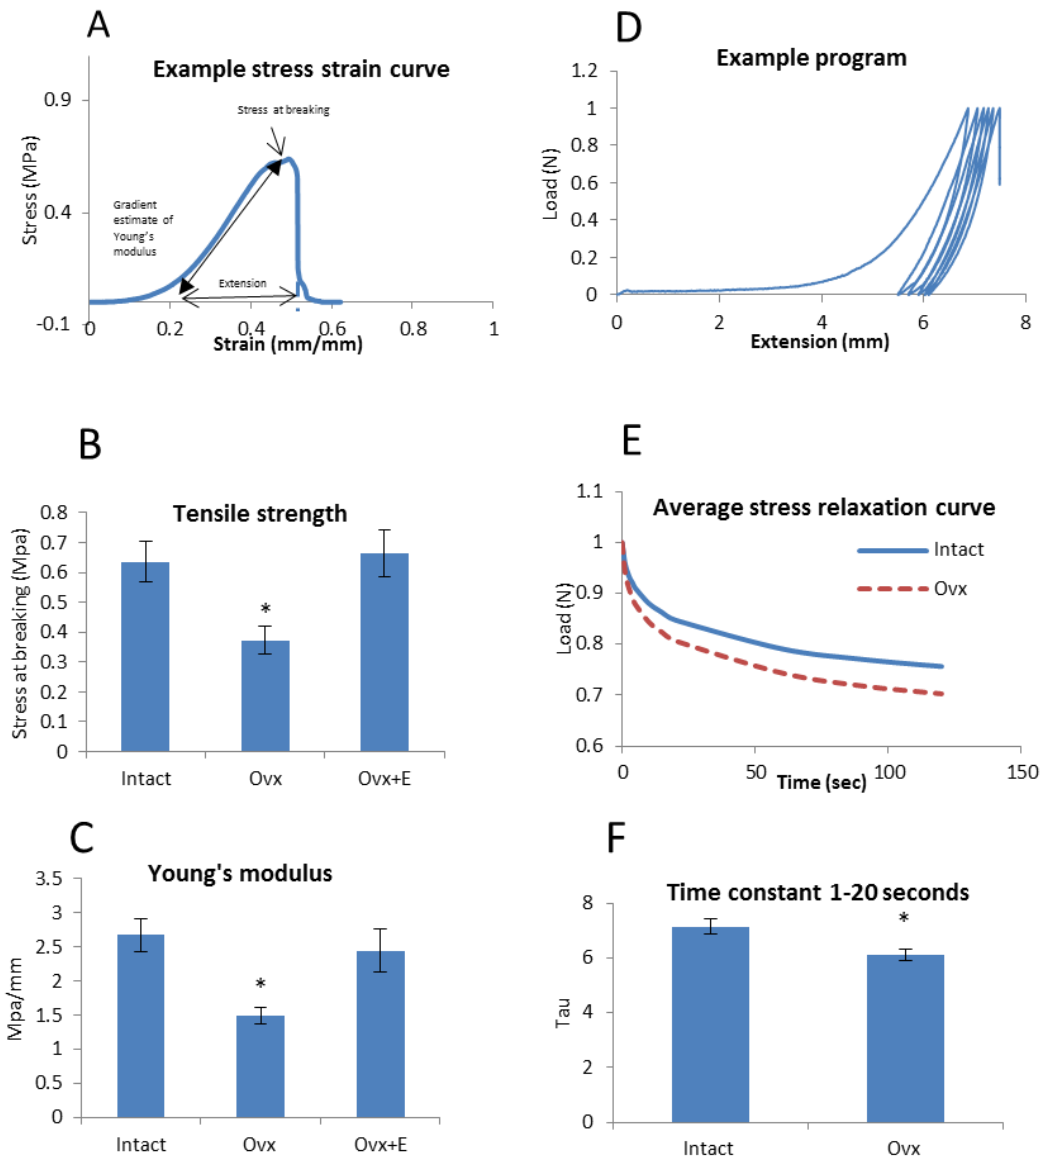 A
Example stress strain curve
Stress at breaking
Stress (MPa)
0.9
0.4
-0.1
Gradient
estimate of
Young's
modulus
Extension
0
0.2
0.4
0.6
0.8
1
Strain (mm/mm)
B
Tensile strength
Stress at breaking (Mpa)
0.8
0.7
0.6
0.5
0.4
0.3
0.2
0.1
0
*
Intact
Ovx
Ovx+E
C
Young's modulus
Mpa/mm
3.5
3
2.5
2
1.5
1
0.5
0
*
Intact
Ovx
Ovx+E
D
Example program
Load (N)
1.2
1
0.8
0.6
0.4
0.2
0
0
2
4
6
8
Extension (mm)
E
Average stress relaxation curve
Load (N)
1.1
1
0.9
0.8
0.7
0.6
Intact
Ovx
0
50
100
150
Time (sec)
F
Time constant 1-20 seconds
Tau
8
6
4
2
0
*
Intact
Ovx